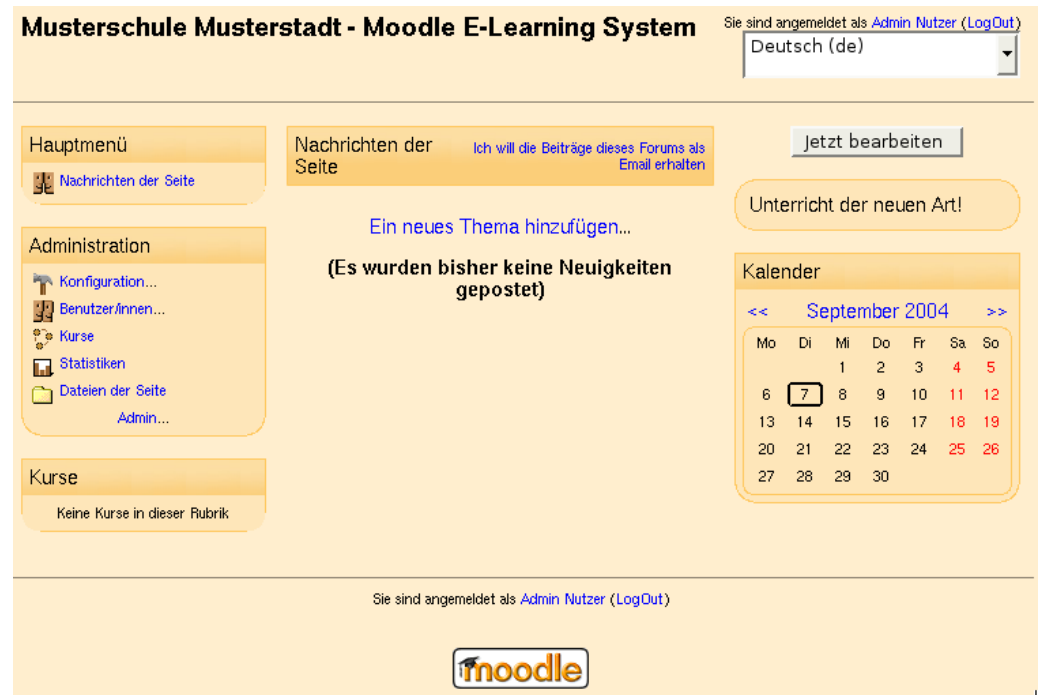 Musterschule Musterstadt - Moodle E-Learning System
Sie sind angemeldet als Admin Nutzer (LogOut)
Deutsch (de)
Hauptmenü
Nachrichten der Seite
Administration
Konfiguration...
Benutzer/innen...
Kurse
Statistiken
Dateien der Seite
Admin...
Kurse
Keine Kurse in dieser Rubrik
Nachrichten der
Seite
Ich will die Beiträge dieses Forums als
Email erhalten
Ein neues Thema hinzufügen...
(Es wurden bisher keine Neuigkeiten
gepostet)
Jetzt bearbeiten
Unterricht der neuen Art!
Kalender
<< September 2004 >>
Mo Di Mi Do Fr Sa So
1 2 3 4 5
6 7 8 9 10 11 12
13 14 15 16 17 18 19
20 21 22 23 24 25 26
27 28 29 30
Sie sind angemeldet als Admin Nutzer (LogOut)
moodle